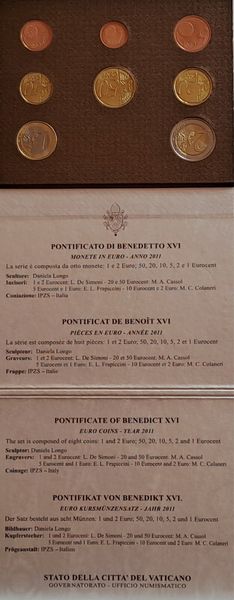 PONTIFICATO DI BENEDETTO XVI
MONETE IN EURO - ANNO 2011
La serie è composta da otto monete: 1 e 2 Euro; 50, 20, 10, 5, 2 e 1 Eurocent
Scultore: Daniela Longo
Incisori: 1 e 2 Eurocent: L. De Simoni - 20 e 50 Eurocent: M. A. Cassol
5 Eurocent e 1 Euro: E. L. Frapiccini - 10 Eurocent e 2 Euro: M. C. Colaneri
Coniazione: IPZS – Italia
PONTIFICAT DE BENOÎT XVI
PIÈCES EN EURO - ANNÉE 2011
La série est composée de huit pièces: 1 et 2 Euro; 50, 20, 10, 5, 2 et 1 Eurocent
Sculpteur: Daniela Longo
Graveurs: 1 et 2 Eurocent: L. De Simoni - 20 et 50 Eurocent: M. A. Cassol
5 Eurocent et 1 Euro: E. L. Frapiccini - 10 Eurocent et 2 Euro: M. C. Colaneri
Frappe: IPZS – Italie
PONTIFICATE OF BENEDICT XVI
EURO COINS - YEAR 2011
The set is composed of eight coins: 1 and 2 Euro; 50, 20, 10, 5, 2 and 1 Eurocent
Sculptor: Daniela Longo
Engravers: 1 and 2 Eurocent: L. De Simoni - 20 and 50 Eurocent: M. A. Cassol
5 Eurocent and 1 Euro: E. L. Frapiccini - 10 Eurocent and 2 Euro: M. C. Colaneri
Coinage: IPZS – Italy
PONTIFIKAT VON BENEDIKT XVI.
EURO KURSMÜNZENSATZ - JAHR 2011
Der Satz besteht aus acht Münzen: 1 und 2 Euro; 50, 20, 10, 5, 2 und 1 Eurocent
Bildhauer: Daniela Longo
Kupferstecher: 1 und 2 Eurocent: L. De Simoni - 20 und 50 Eurocent: M. A. Cassol
5 Eurocent und 1 Euro: E. L. Frapiccini - 10 Eurocent und 2 Euro: M. C. Colaneri
Prägeanstalt: IPZS – Italien
STATO DELLA CITTA' DEL VATICANO
GOVERNATORATO - UFFICIO NUMISMATICO